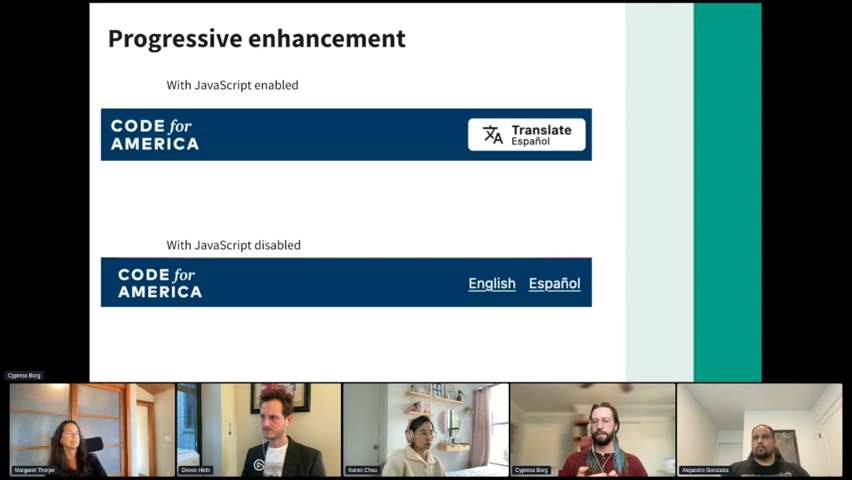 Progressive enhancement
With JavaScript enabled
CODE for
AMERICA
Translate
Español
With JavaScript disabled
CODE for
AMERICA
English Español
Cypress Borg
Margaret Thorpe
Devon Hirth
Karen Chou
Cypress Borg
Alejandro Gonzalez